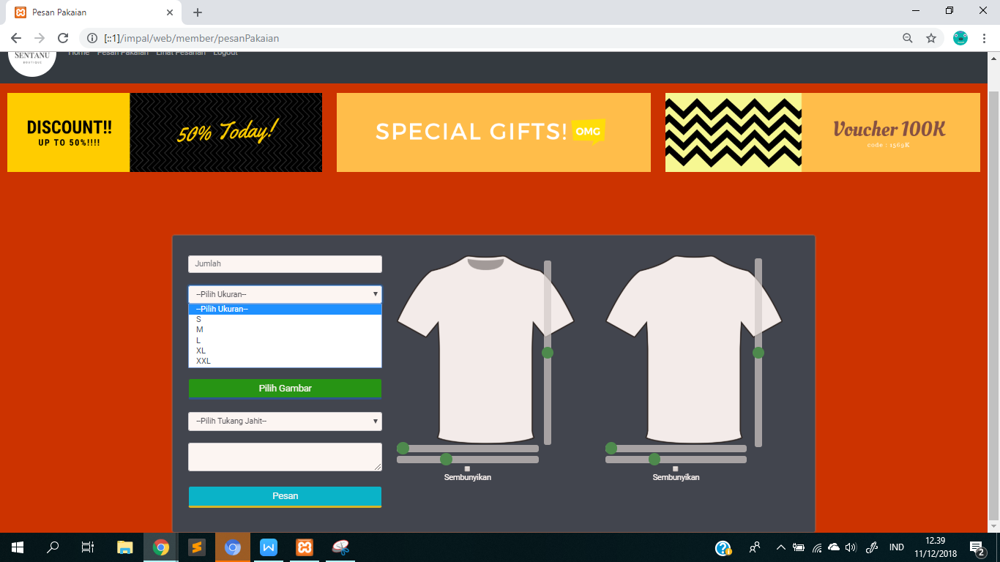 Pesan Pakaian
[::1]/impal/web/member/pesanPakaian
SENTANU
BOUTIQUE
Home Pesan Pakaian Lihat Pesanan Logout
DISCOUNT!!
UP TO 50%!!!!
50% Today!
SPECIAL GIFTS! OMG
Voucher 100K
code : 1569K
Jumlah
--Pilih Ukuran--
--Pilih Ukuran--
S
M
L
XL
XXL
Pilih Gambar
--Pilih Tukang Jahit--
Pesan
Sembunyikan
Sembunyikan
IND
12.39
11/12/2018
2